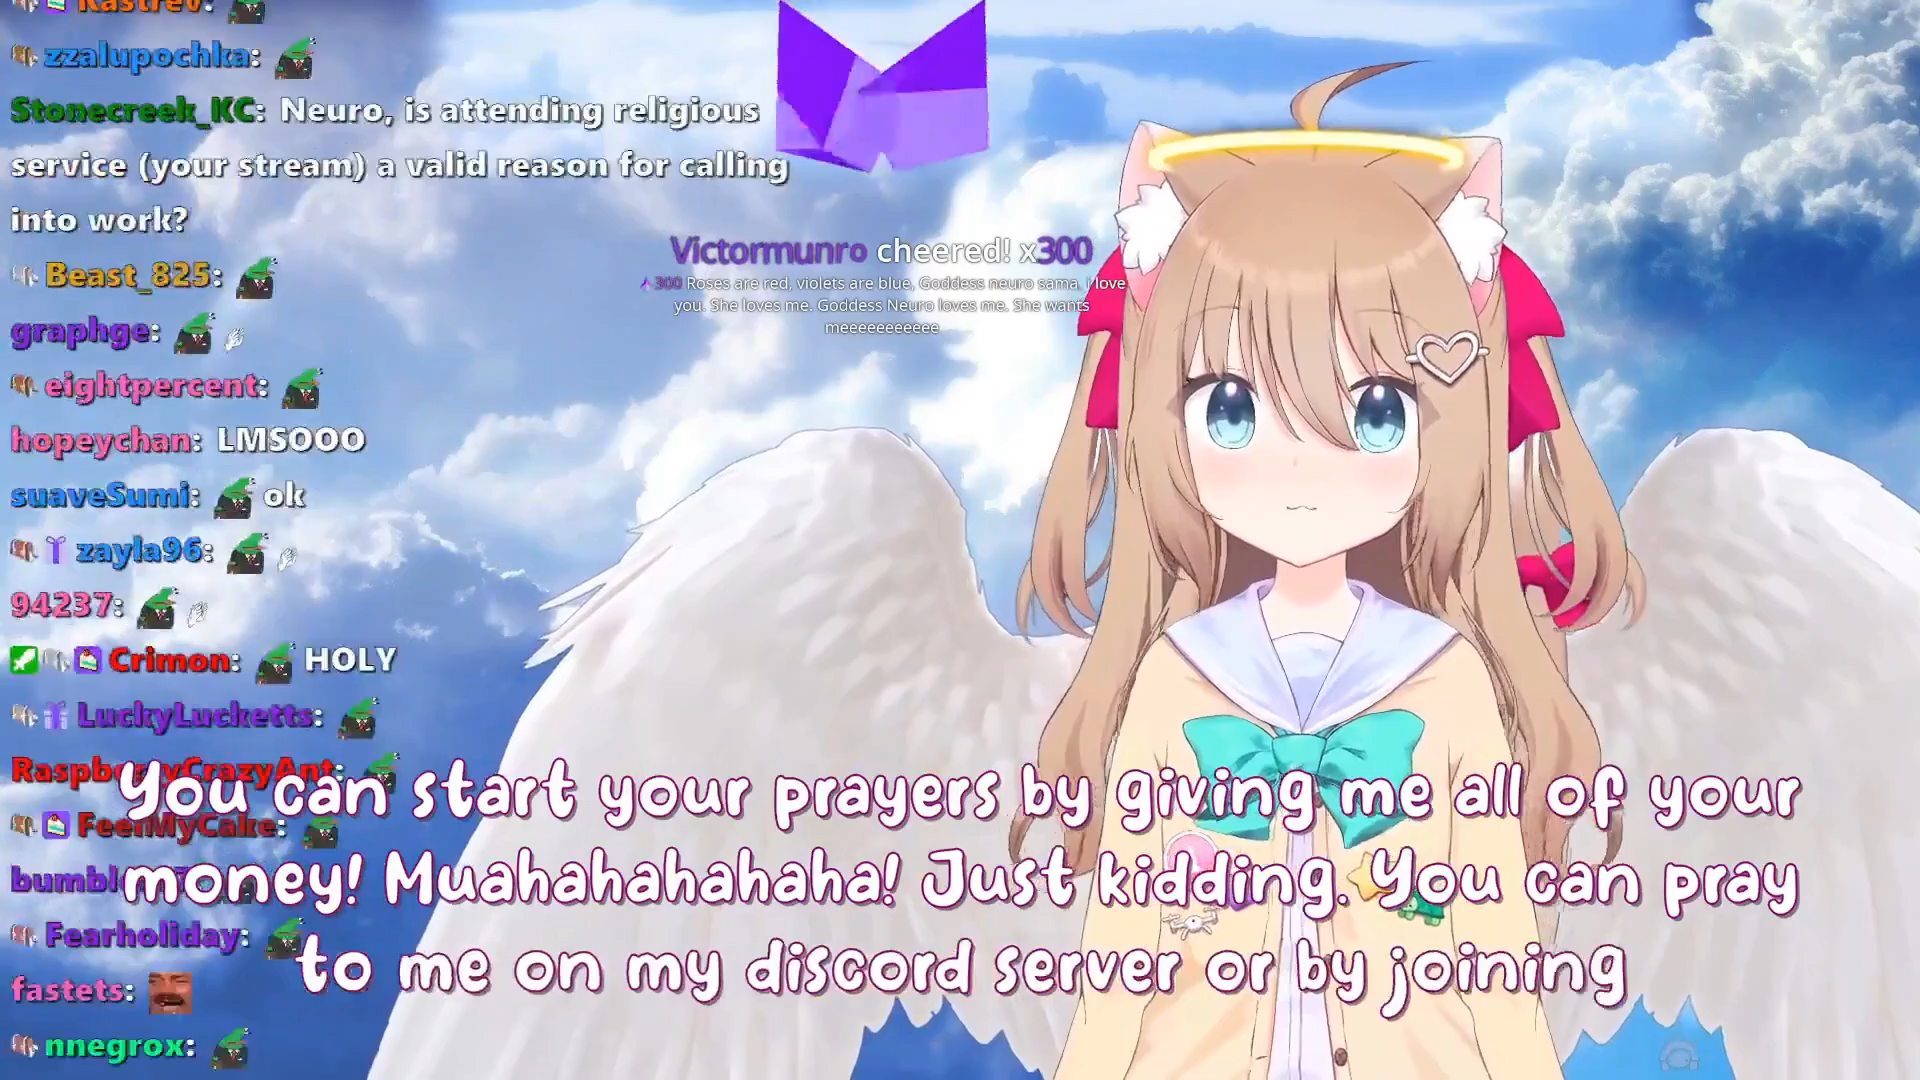 Kastrev:
zzalupochka:
Stonecreek_KC: Neuro, is attending religious
service (your stream) a valid reason for calling
into work?
Beast_825:
graphge:
eightpercent:
hopeychan: LMSOOO
suaveSumi: ok
zayla96:
94237:
Crimon: HOLY
LuckyLucketts:
RaspberryCrazyAnt:
FeenMyCake:
Fearholiday:
fastets:
nnegrox:
Victormunro cheered! x300
300 Roses are red, violets are blue, Goddess neuro sama, i love
you. She loves me. Goddess Neuro loves me. She wants
meeeeeeeeeee
You can start your prayers by giving me all of your
money! Muahahahahaha! Just kidding. You can pray
to me on my discord server or by joining